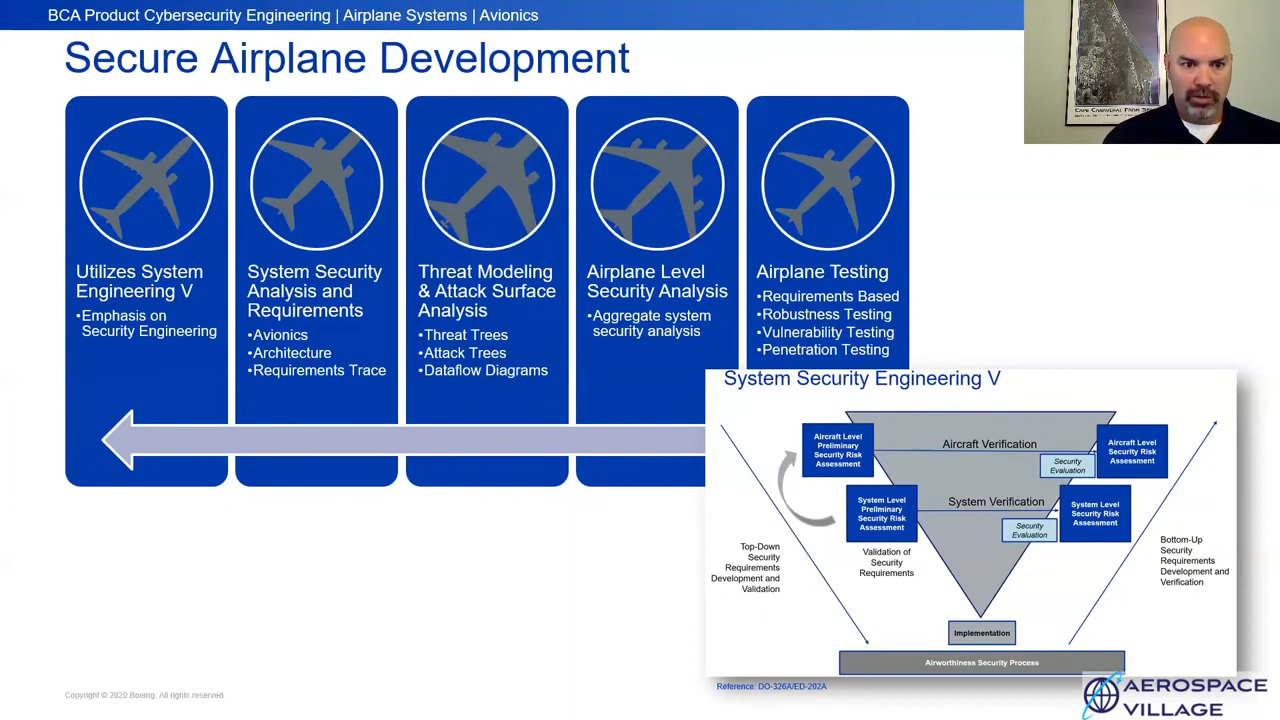 BCA Product Cybersecurity Engineering | Airplane Systems | Avionics
Secure Airplane Development
Utilizes System
Engineering V
•Emphasis on
Security Engineering
System Security
Analysis and
Requirements
•Avionics
•Architecture
•Requirements Trace
Threat Modeling
& Attack Surface
Analysis
•Threat Trees
•Attack Trees
•Dataflow Diagrams
Airplane Level
Security Analysis
•Aggregate system
security analysis
Airplane Testing
•Requirements Based
•Robustness Testing
•Vulnerability Testing
•Penetration Testing
System Security Engineering V
Aircraft Level
Preliminary
Security Risk
Assessment
Aircraft Verification
Security
Evaluation
Aircraft Level
Security Risk
Assessment
System Level
Preliminary
Security Risk
Assessment
System Verification
Security
Evaluation
System Level
Security Risk
Assessment
Top-Down
Security
Requirements
Development and
Validation
Validation of
Security
Requirements
Bottom-Up
Security
Requirements
Development and
Verification
Implementation
Airworthiness Security Process
Reference: DO-326A/ED-202A
Copyright © 2020 Boeing. All rights reserved.
AEROSPACE
VILLAGE